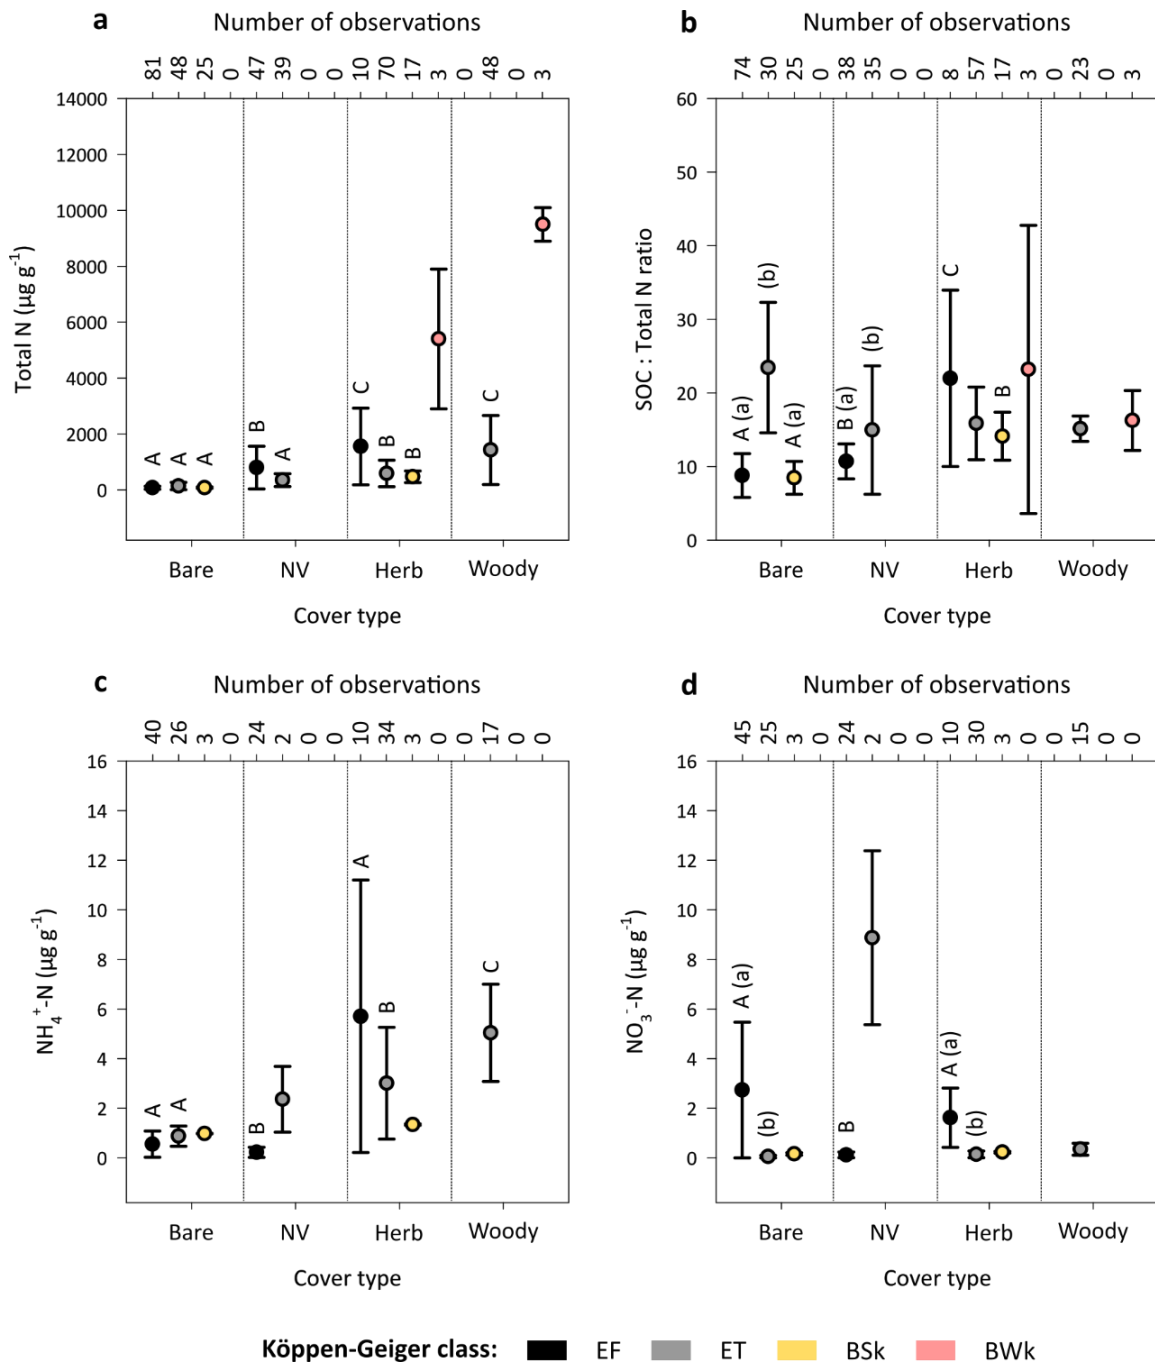 a Number of observations
81 48 25 0 47 39 0 0 10 70 17 3 0 48 0 3
14000
12000
10000
8000
6000
4000
2000
0
Total N (µg g⁻¹)
A A A B A C B B C
Bare NV Herb Woody
Cover type
b Number of observations
74 30 25 0 38 35 0 0 8 57 17 3 0 23 0 3
60
50
40
30
20
10
0
SOC : Total N ratio
A (a) (b) A (a) B (a) (b) C B
Bare NV Herb Woody
Cover type
c Number of observations
40 26 3 0 24 2 0 0 10 34 3 0 0 17 0 0
16
14
12
10
8
6
4
2
0
NH₄⁺-N (µg g⁻¹)
A A B A B C
Bare NV Herb Woody
Cover type
d Number of observations
45 25 3 0 24 2 0 0 10 30 3 0 0 15 0 0
16
14
12
10
8
6
4
2
0
NO₃⁻-N (µg g⁻¹)
A (a) (b) B A (a) (b)
Bare NV Herb Woody
Cover type
Köppen-Geiger class: EF ET BSk BWk